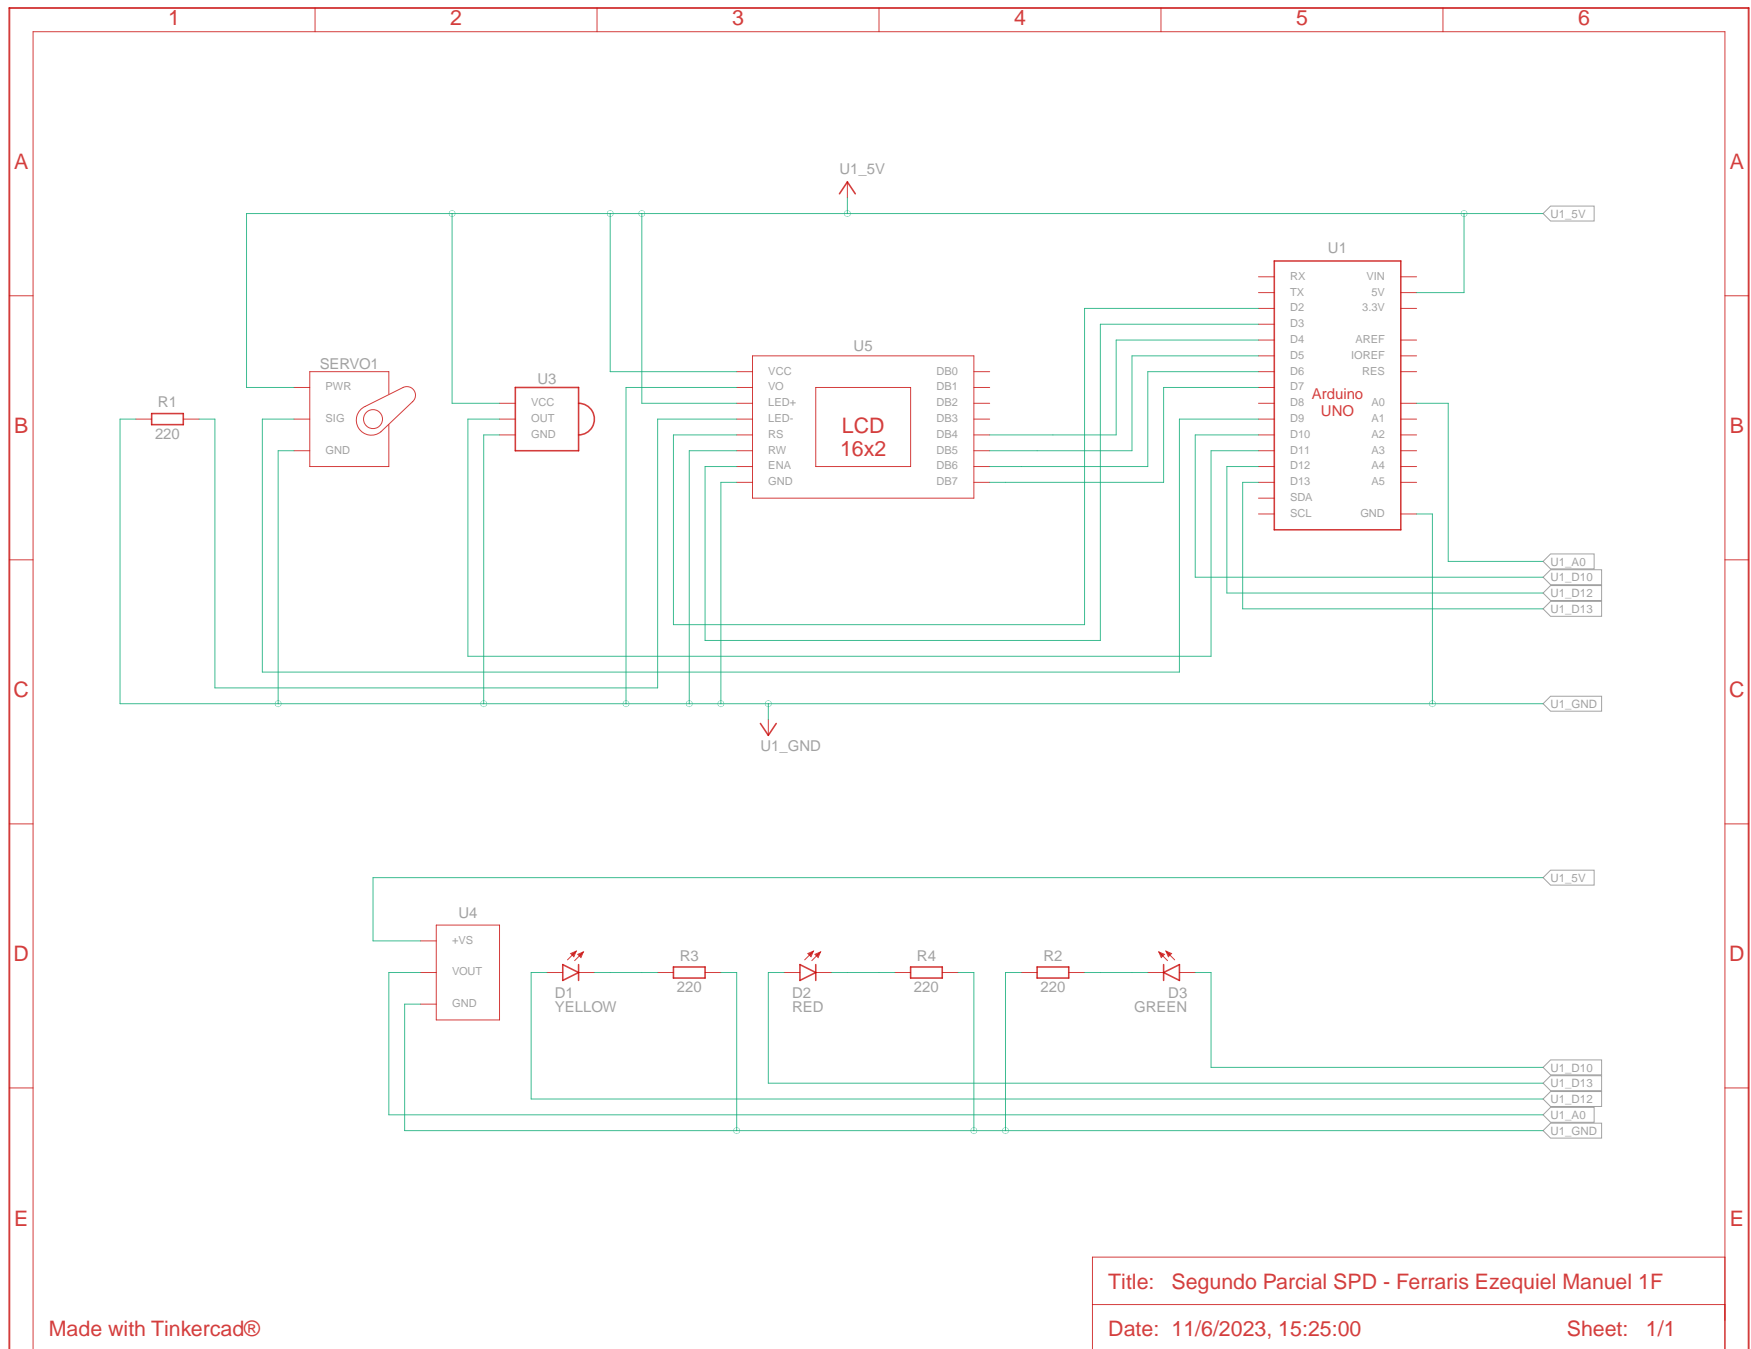 1 2 3 4 5 6
A A
U1_5V
U1_5V
U1
RX VIN
TX 5V
D2 3.3V
D3
D4 AREF
D5 IOREF
D6 RES
D7
D8 A0
D9 A1
D10 A2
D11 A3
D12 A4
D13 A5
SDA
SCL GND
Arduino
UNO
U5
VCC DB0
VO DB1
LED+ DB2
LED- DB3
RS DB4
RW DB5
ENA DB6
GND DB7
LCD
16x2
SERVO1
PWR
SIG
GND
U3
VCC
OUT
GND
R1
220
B B
U1_A0
U1_D10
U1_D12
U1_D13
C C
U1_GND
U1_GND
U1_5V
U4
+VS
VOUT
GND
D D
R3
220
D1
YELLOW
R4
220
D2
RED
R2
220
D3
GREEN
U1_D10
U1_D13
U1_D12
U1_A0
U1_GND
E E
Title: Segundo Parcial SPD - Ferraris Ezequiel Manuel 1F
Made with Tinkercad®
Date: 11/6/2023, 15:25:00 Sheet: 1/1